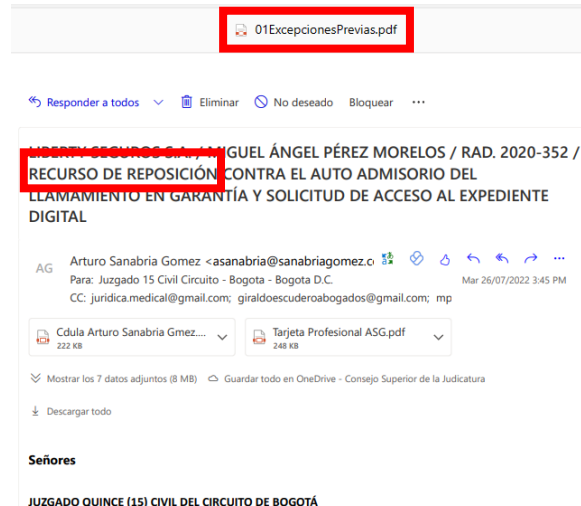 01ExcepcionesPrevias.pdf
Responder a todos Eliminar No deseado Bloquear ...
LIBERTY SEGUROS S.A. / MIGUEL ÁNGEL PÉREZ MORELOS / RAD. 2020-352 /
RECURSO DE REPOSICIÓN CONTRA EL AUTO ADMISORIO DEL
LLAMAMIENTO EN GARANTÍA Y SOLICITUD DE ACCESO AL EXPEDIENTE
DIGITAL
AG
Arturo Sanabria Gomez <asanabria@sanabriagomez.c
Para: Juzgado 15 Civil Circuito - Bogota - Bogota D.C.
Mar 26/07/2022 3:45 PM
CC: juridica.medical@gmail.com; giraldoescuderoabogados@gmail.com; mp
Cdula Arturo Sanabria Gmez....
222 KB
Tarjeta Profesional ASG.pdf
248 KB
Mostrar los 7 datos adjuntos (8 MB) Guardar todo en OneDrive - Consejo Superior de la Judicatura
Descargar todo
Señores
JUZGADO QUINCE (15) CIVIL DEL CIRCUITO DE BOGOTÁ